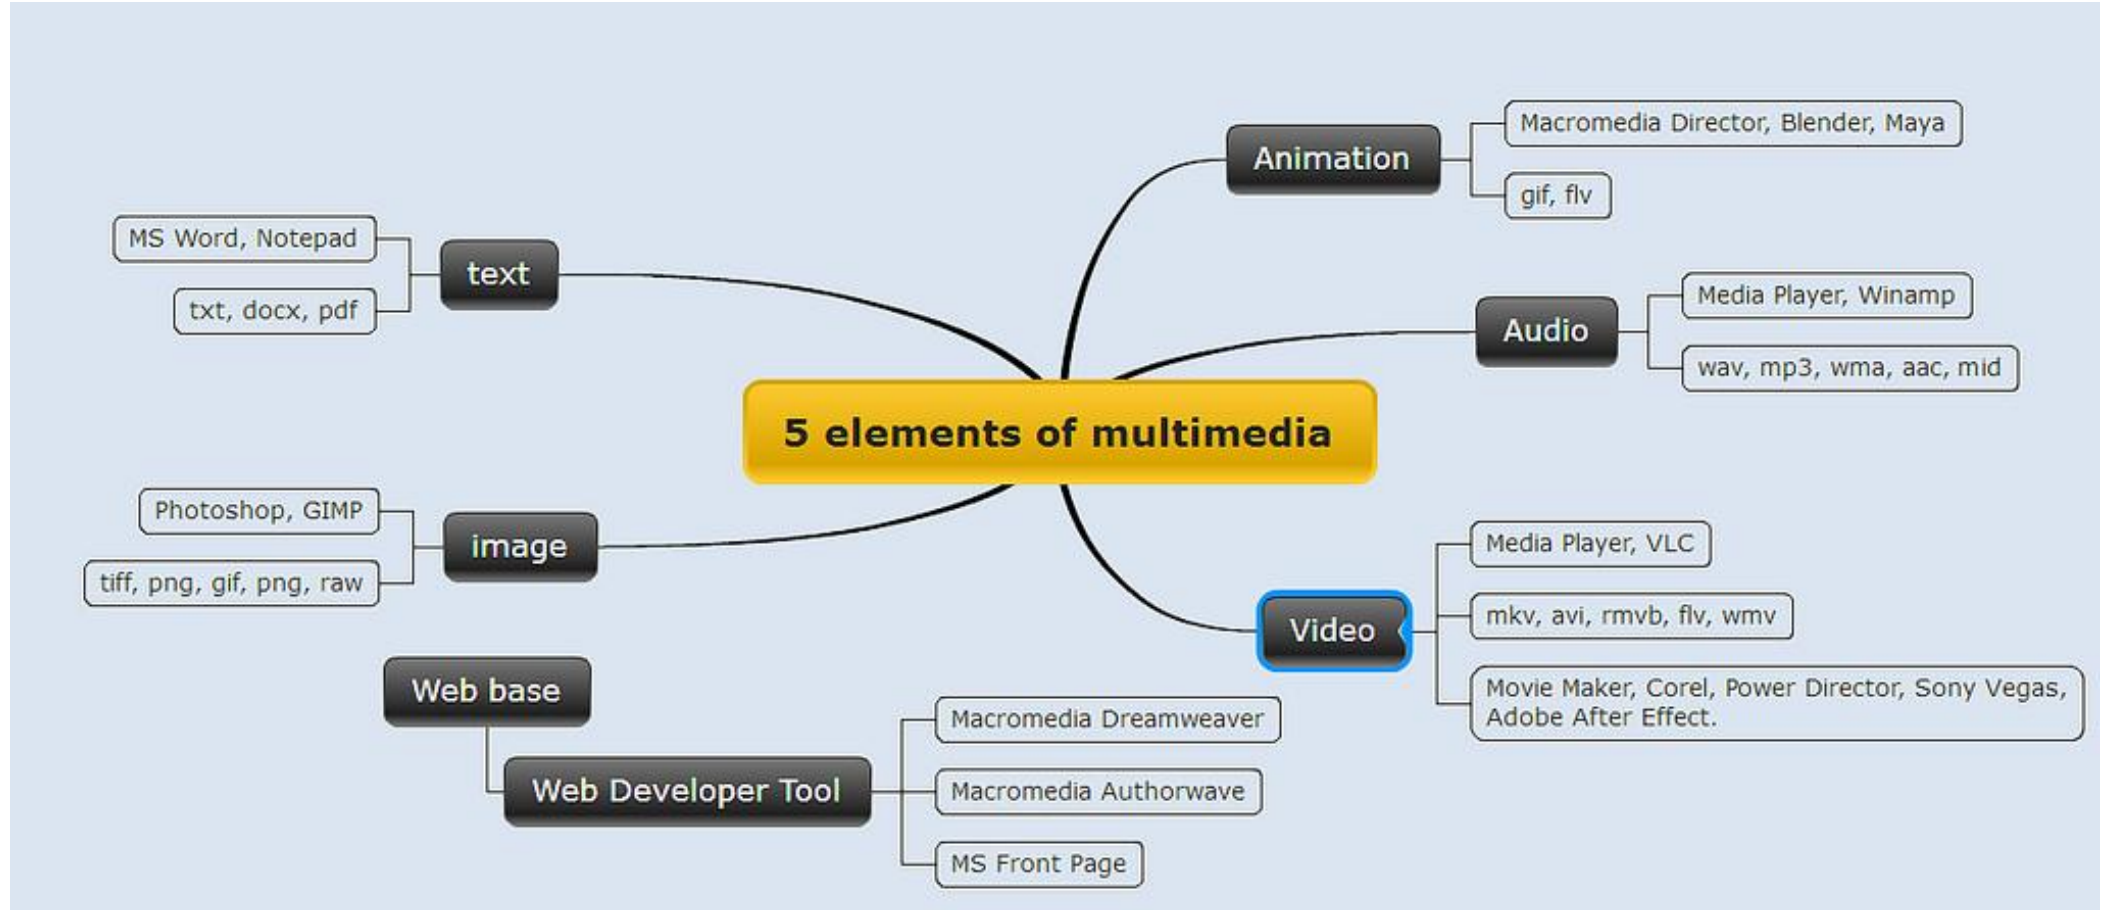 5 elements of multimedia
text
MS Word, Notepad
txt, docx, pdf
image
Photoshop, GIMP
tiff, png, gif, png, raw
Animation
Macromedia Director, Blender, Maya
gif, flv
Audio
Media Player, Winamp
wav, mp3, wma, aac, mid
Video
Media Player, VLC
mkv, avi, rmvb, flv, wmv
Movie Maker, Corel, Power Director, Sony Vegas,
Adobe After Effect.
Web base
Web Developer Tool
Macromedia Dreamweaver
Macromedia Authorwave
MS Front Page